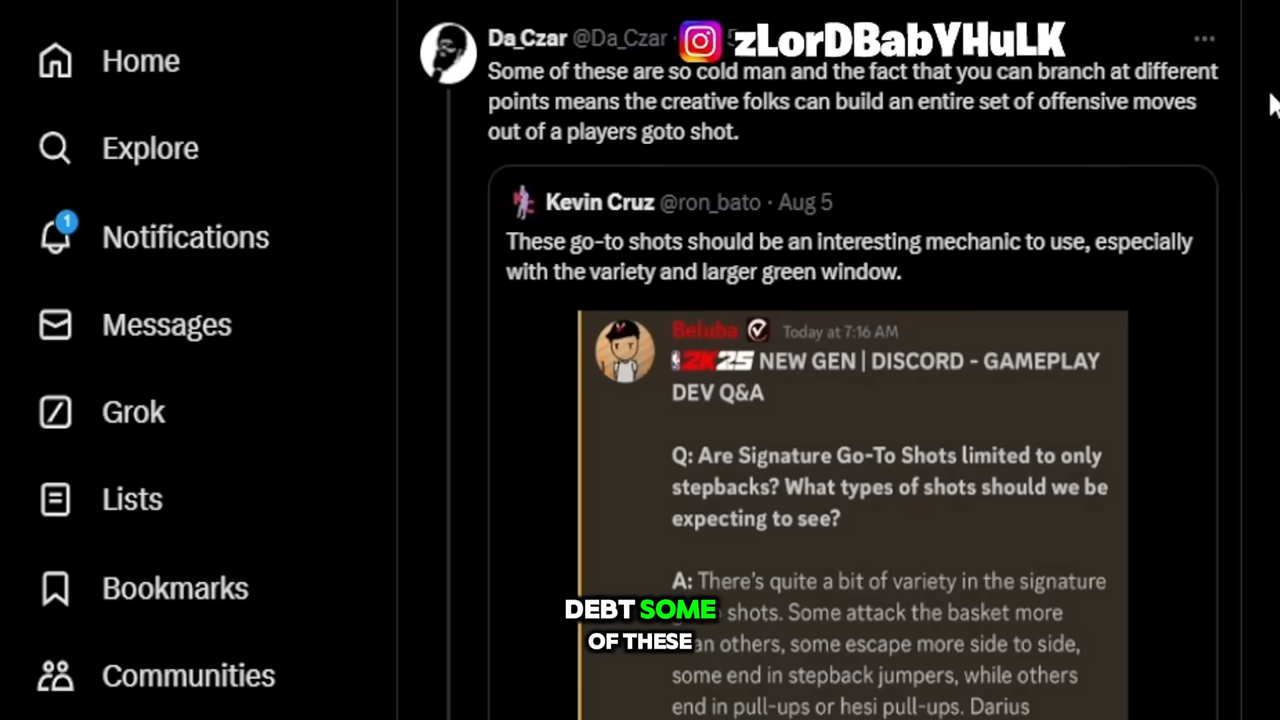 Home
Explore
1
Notifications
Messages
Grok
Lists
Bookmarks
Communities
Da_Czar @Da_Czar ·
zLorDBabYHuLK
Some of these are so cold man and the fact that you can branch at different
points means the creative folks can build an entire set of offensive moves
out of a players goto shot.
Kevin Cruz @ron_bato · Aug 5
These go-to shots should be an interesting mechanic to use, especially
with the variety and larger green window.
Beluba Today at 7:16 AM
2K25 NEW GEN | DISCORD - GAMEPLAY
DEV Q&A
Q: Are Signature Go-To Shots limited to only
stepbacks? What types of shots should we be
expecting to see?
A: There's quite a bit of variety in the signature
shots. Some attack the basket more
others, some escape more side to side,
some end in stepback jumpers, while others
end in pull-ups or hesi pull-ups. Darius
DEBT SOME
OF THESE